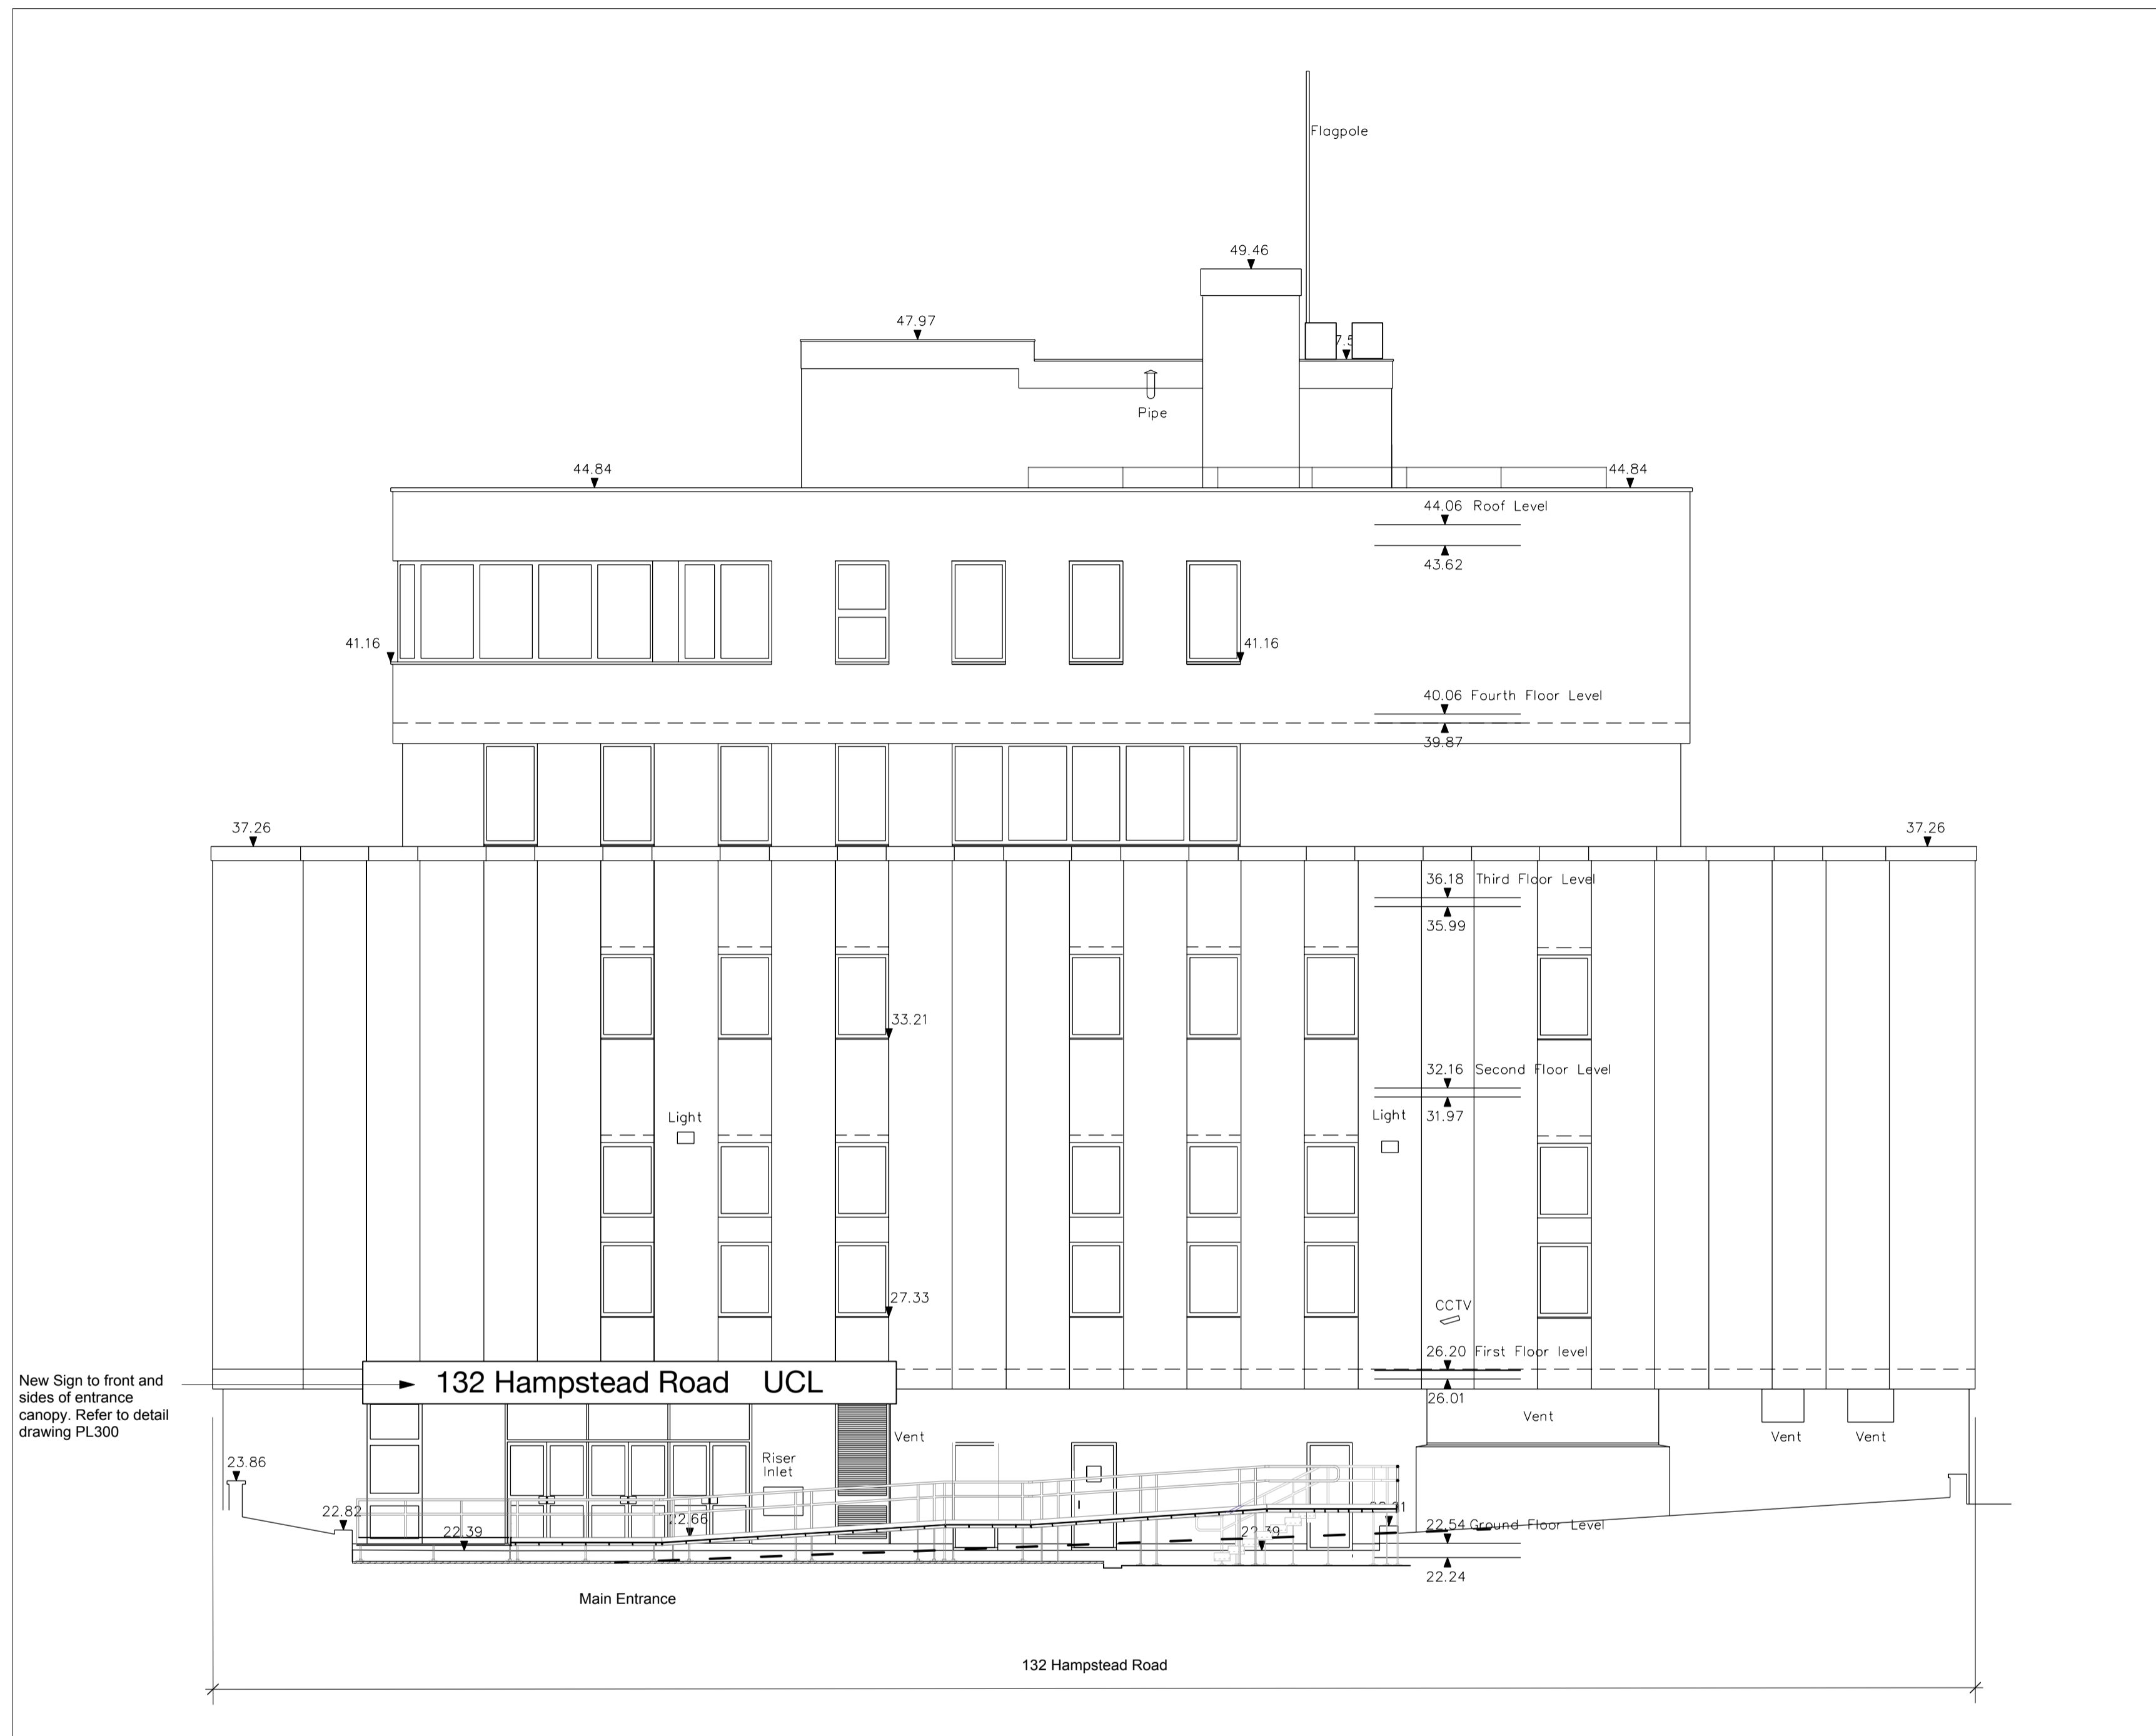 Flagpole
49.46
47.97
7.5
Pipe
44.84
44.84
44.06 Roof Level
43.62
41.16
41.16
40.06 Fourth Floor Level
39.87
37.26
37.26
36.18 Third Floor Level
35.99
33.21
32.16 Second Floor Level
Light
Light
31.97
27.33
CCTV
26.20 First Floor level
New Sign to front and
sides of entrance
canopy. Refer to detail
drawing PL300
132 Hampstead Road UCL
26.01
Vent
Vent
Vent
Vent
Riser
Inlet
23.86
22.82
22.39
22.66
22.39
22.54 Ground Floor Level
22.24
Main Entrance
132 Hampstead Road